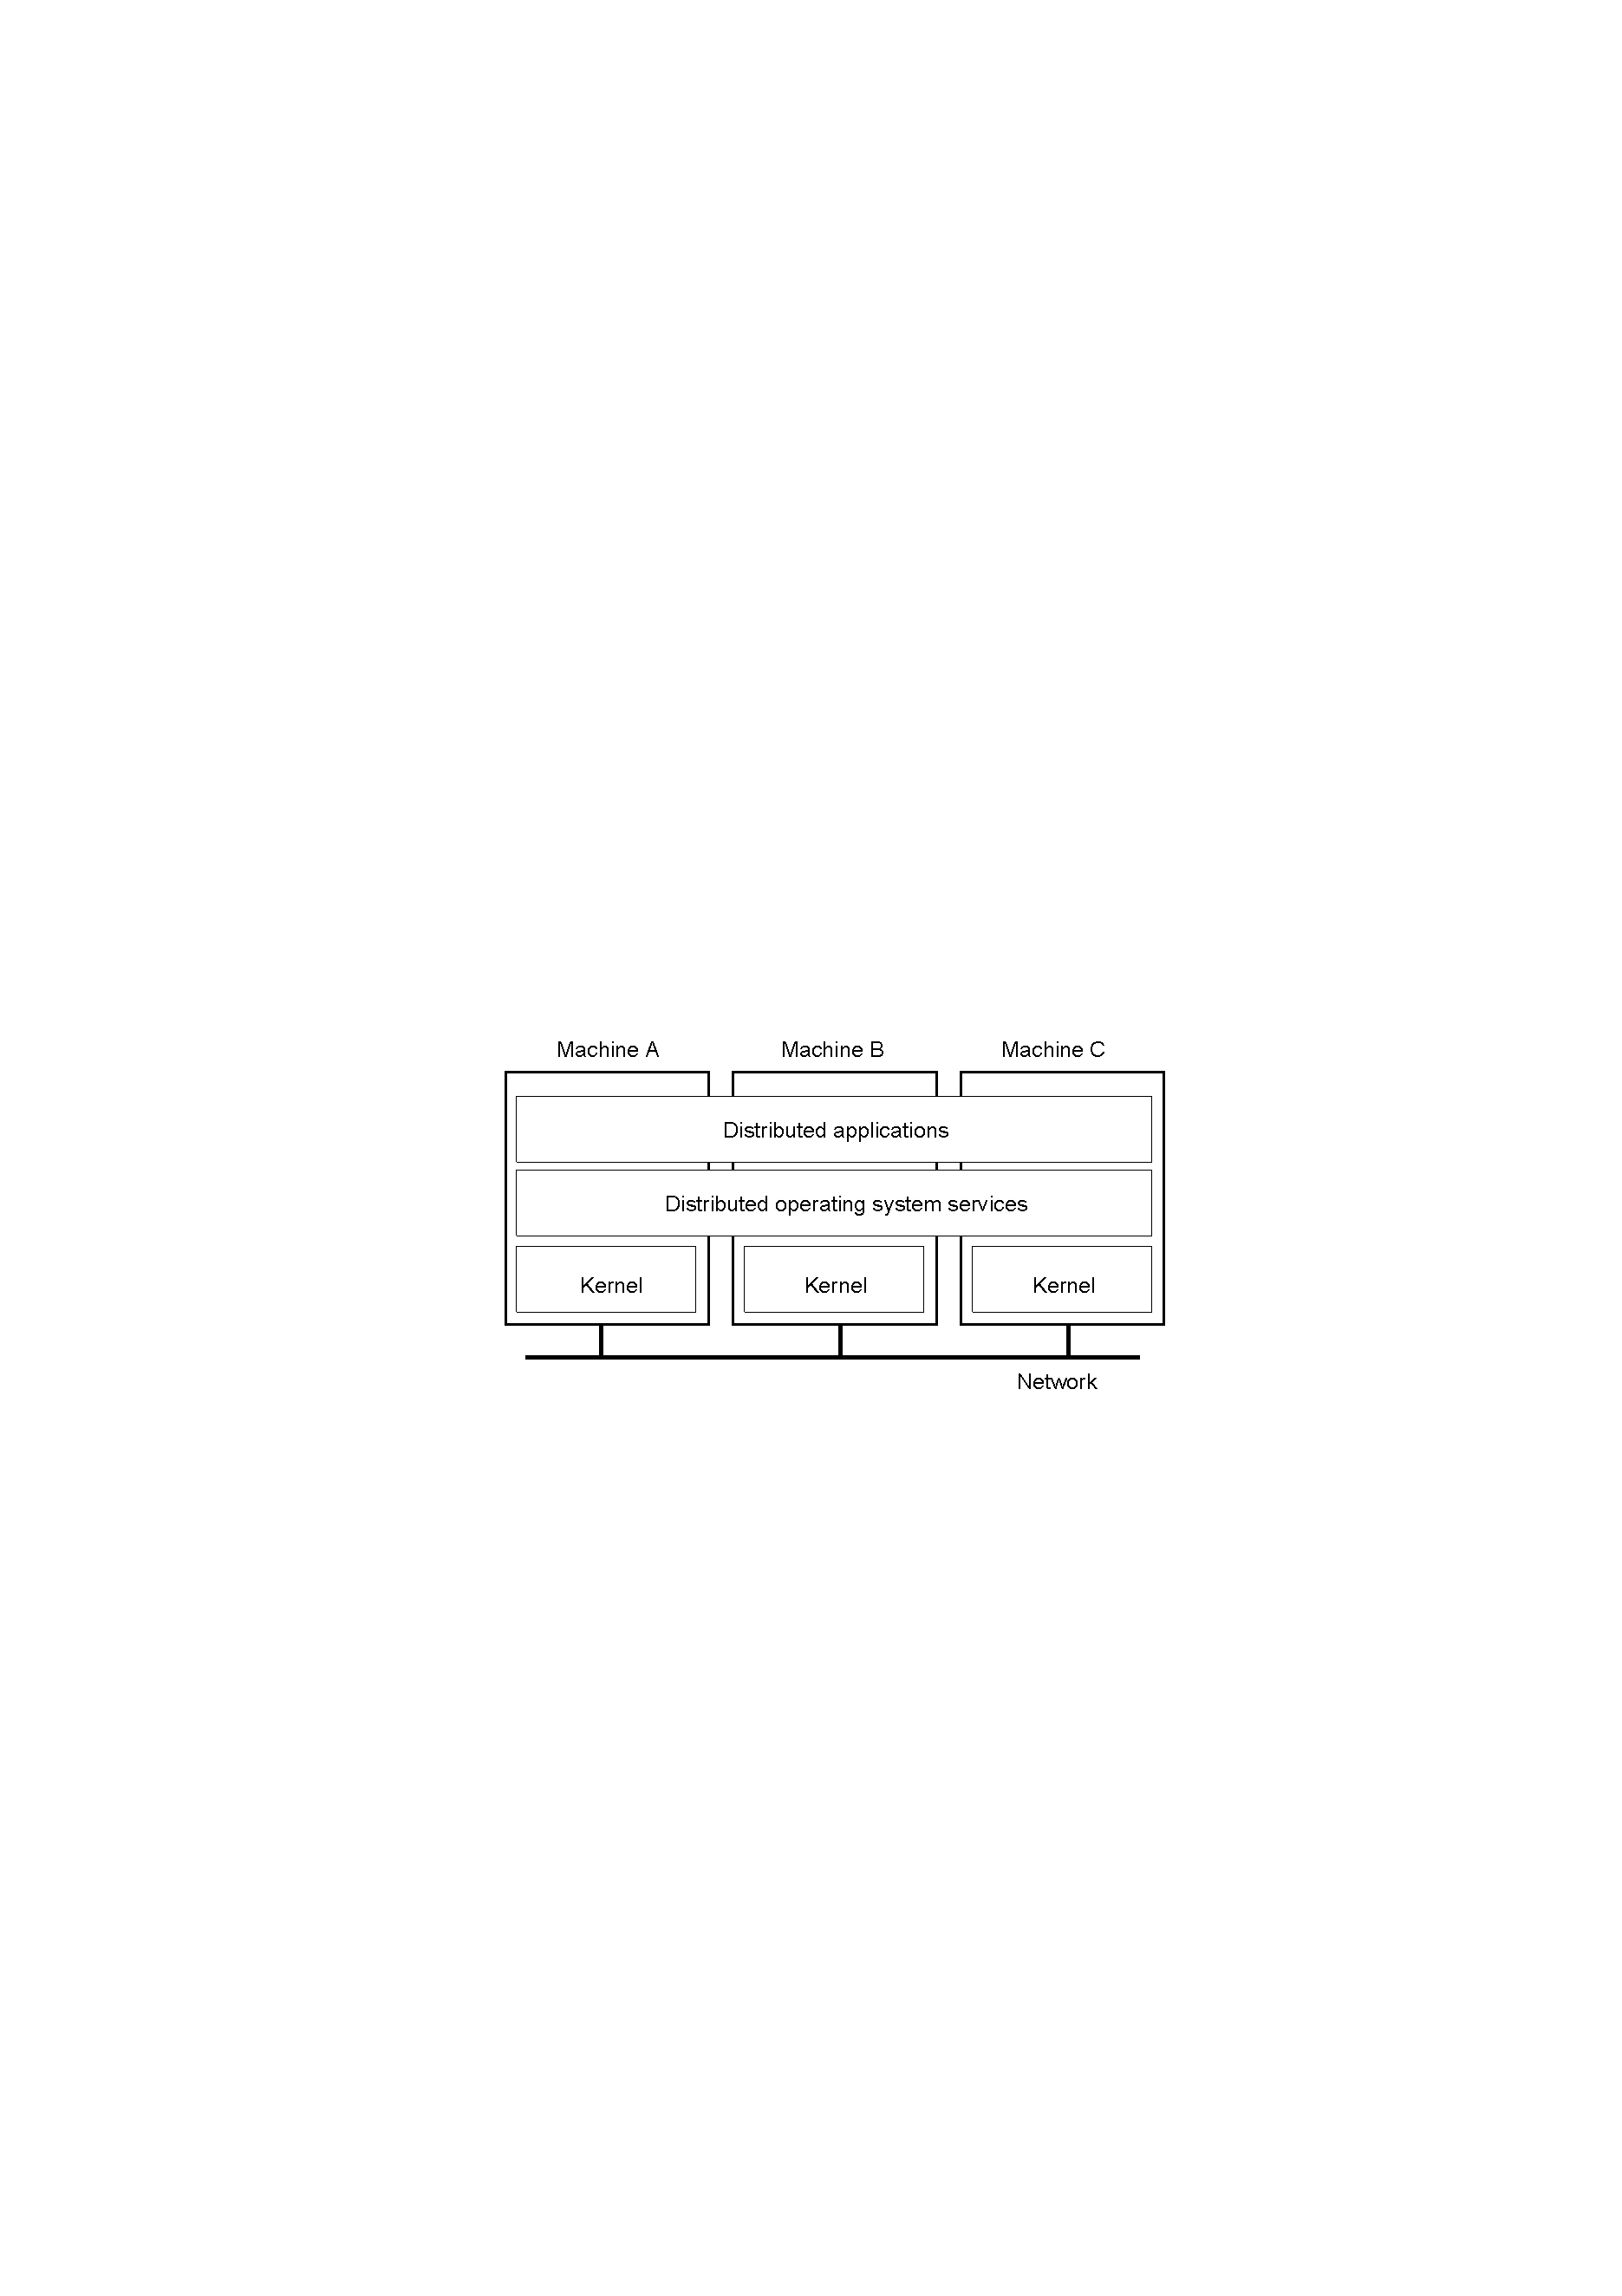 Machine A
Machine B
Machine C
Distributed applications
Distributed operating system services
Kernel
Kernel
Kernel
Network